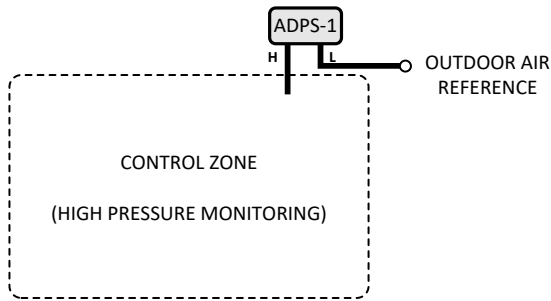 ADPS-1
H L
OUTDOOR AIR
REFERENCE
CONTROL ZONE
(HIGH PRESSURE MONITORING)